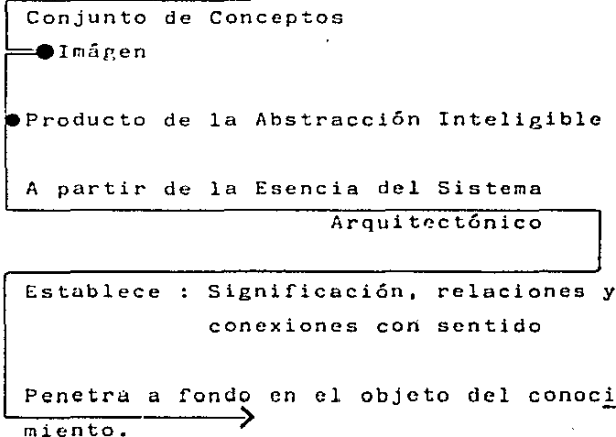 Conjunto de Conceptos
Imágen
Producto de la Abstracción Inteligible
A partir de la Esencia del Sistema
Arquitectónico
Establece : Significación, relaciones y
conexiones con sentido
Penetra a fondo en el objeto del conoci
miento.